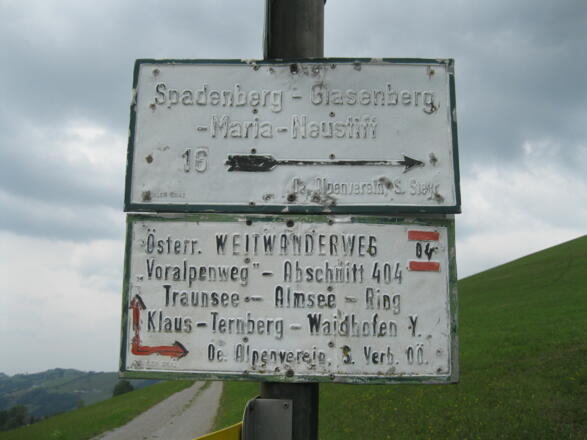 Spadenberg - Glasenberg
-Maria-Neustift
16
Oe. Alpenverein, S. Steyr
Österr. WEITWANDERWEG 04
„Voralpenweg" - Abschnitt 404
Traunsee - Almsee - Ring
Klaus-Ternberg-Waidhofen Y.
Oe. Alpenverein, S. Verb. OÖ.